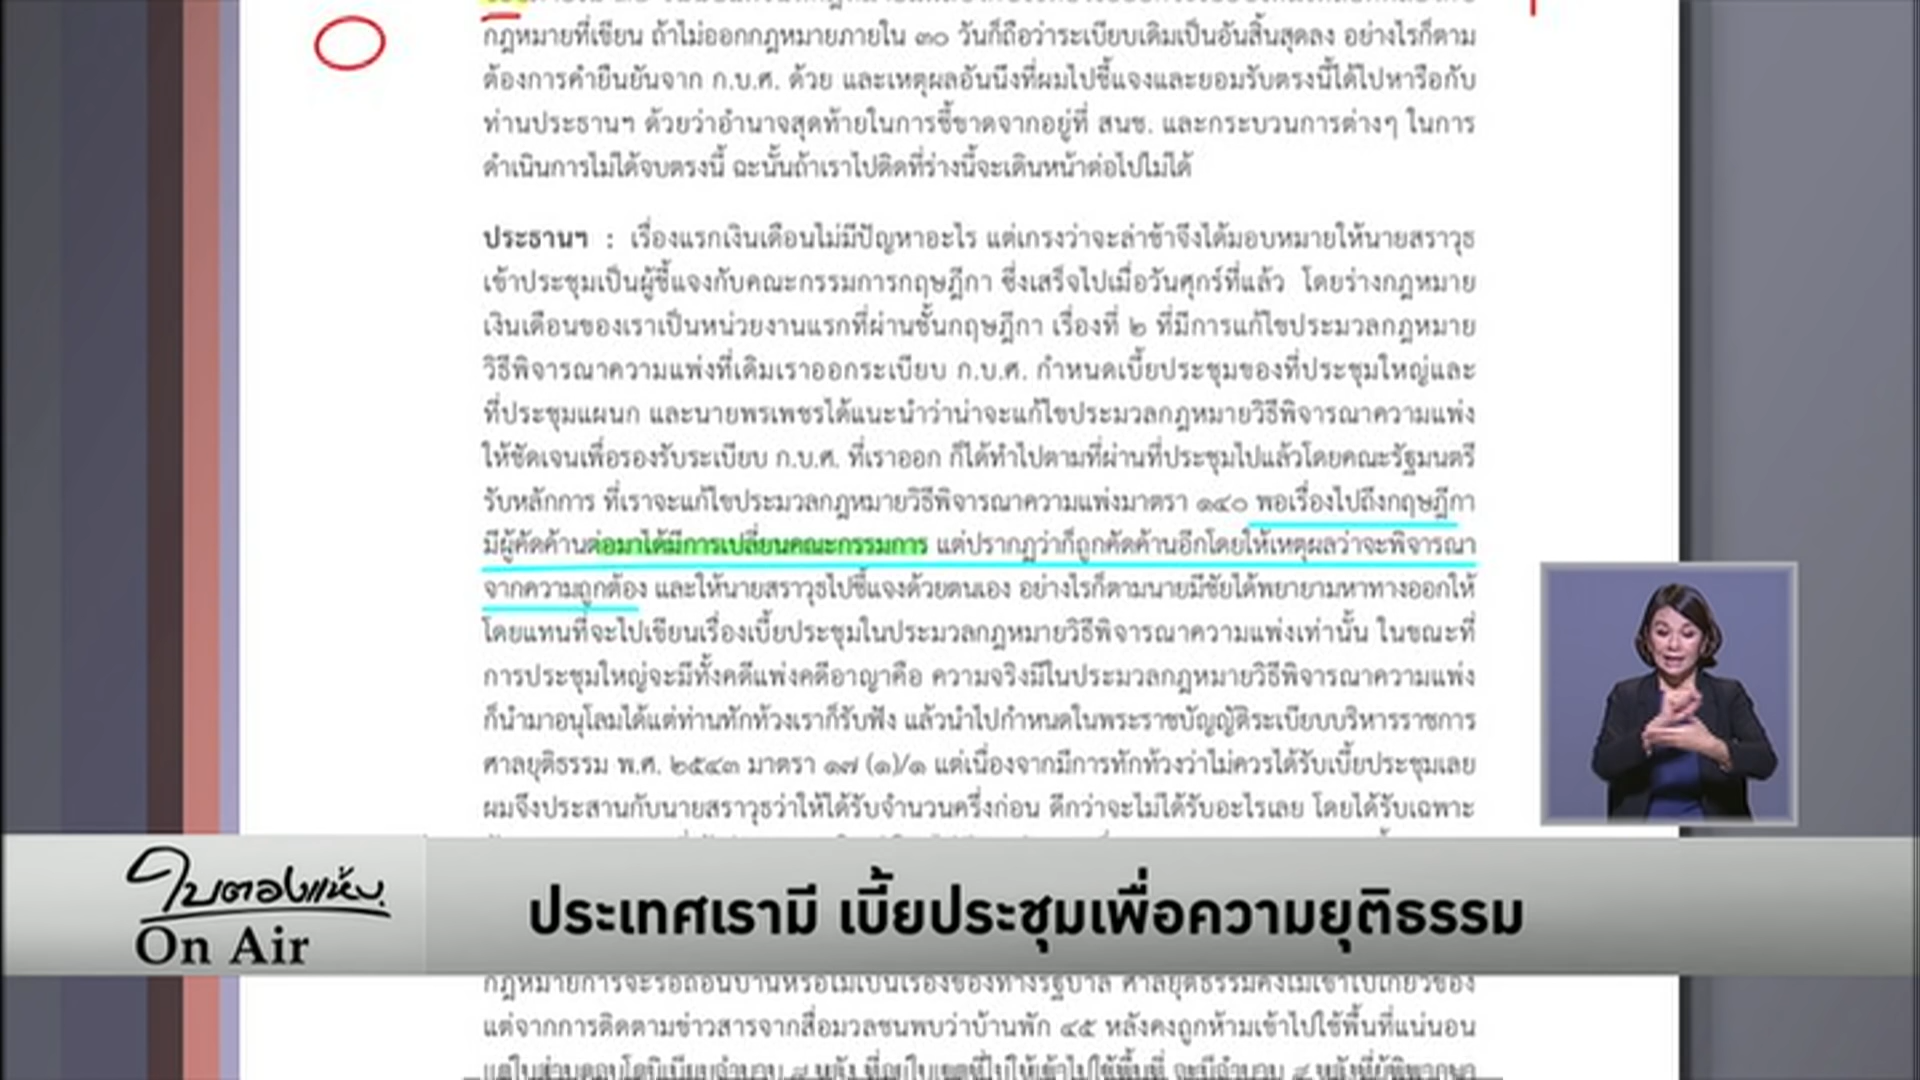 กฎหมายที่เขียน ถ้าไม่ออกกฎหมายภายใน ๓๐ วันก็ถือว่าระเบียบเดิมเป็นอันสิ้นสุดลง อย่างไรก็ตาม
ต้องการคำยืนยันจาก ก.บ.ศ. ด้วย และเหตุผลอันนึงที่ผมไปชี้แจงและยอมรับตรงนี้ได้ไปหารือกับ
ท่านประธานฯ ด้วยว่าอำนาจสุดท้ายในการชี้ขาดจากอยู่ที่ สนช. และกระบวนการต่างๆ ในการ
ดำเนินการไม่ได้จบตรงนี้ ฉะนั้นถ้าเราไปติดที่ร่างนี้จะเดินหน้าต่อไปไม่ได้
ประธานฯ : เรื่องแรกเงินเดือนไม่มีปัญหาอะไร แต่เกรงว่าจะล่าช้าจึงได้มอบหมายให้นายสราวุธ
เข้าประชุมเป็นผู้ชี้แจงกับคณะกรรมการกฤษฎีกา ซึ่งเสร็จไปเมื่อวันศุกร์ที่แล้ว โดยร่างกฎหมาย
เงินเดือนของเราเป็นหน่วยงานแรกที่ผ่านชั้นกฤษฎีกา เรื่องที่ ๒ ที่มีการแก้ไขประมวลกฎหมาย
วิธีพิจารณาความแพ่งที่เดิมเราออกระเบียบ ก.บ.ศ. กำหนดเบี้ยประชุมของที่ประชุมใหญ่และ
ที่ประชุมแผนก และนายพรเพชรได้แนะนำว่าน่าจะแก้ไขประมวลกฎหมายวิธีพิจารณาความแพ่ง
ให้ชัดเจนเพื่อรองรับระเบียบ ก.บ.ศ. ที่เราออก ก็ได้ทำไปตามที่ผ่านที่ประชุมไปแล้วโดยคณะรัฐมนตรี
รับหลักการ ที่เราจะแก้ไขประมวลกฎหมายวิธีพิจารณาความแพ่งมาตรา ๑๔๐ พอเรื่องไปถึงกฤษฎีกา
มีผู้คัดค้านต่อมาได้มีการเปลี่ยนคณะกรรมการ แต่ปรากฏว่าก็ถูกคัดค้านอีกโดยให้เหตุผลว่าจะพิจารณา
จากความถูกต้อง และให้นายสราวุธไปชี้แจงด้วยตนเอง อย่างไรก็ตามนายมีชัยได้พยายามหาทางออกให้
โดยแทนที่จะไปเขียนเรื่องเบี้ยประชุมในประมวลกฎหมายวิธีพิจารณาความแพ่งเท่านั้น ในขณะที่
การประชุมใหญ่จะมีทั้งคดีแพ่งคดีอาญาคือ ความจริงมีในประมวลกฎหมายวิธีพิจารณาความแพ่ง
ก็นำมาอนุโลมได้แต่ท่านทักท้วงเราก็รับฟัง แล้วนำไปกำหนดในพระราชบัญญัติระเบียบบริหารราชการ
ศาลยุติธรรม พ.ศ. ๒๕๔๓ มาตรา ๑๗ (๑)/๑ แต่เนื่องจากมีการทักท้วงว่าไม่ควรได้รับเบี้ยประชุมเลย
ผมจึงประสานกับนายสราวุธว่าให้ได้รับจำนวนครึ่งก่อน ดีกว่าจะไม่ได้รับอะไรเลย โดยได้รับเฉพาะ
ใบตองแห้ง
On Air
ประเทศเรามี เบี้ยประชุมเพื่อความยุติธรรม
กฎหมายการจะรื้อถอนบ้านหรือไม่เป็นเรื่องของทางรัฐบาล ศาลยุติธรรมคงไม่เข้าไปเกี่ยวข้อง
แต่จากการติดตามข่าวสารจากสื่อมวลชนพบว่าบ้านพัก ๔๕ หลังคงถูกห้ามเข้าไปใช้พื้นที่แน่นอน